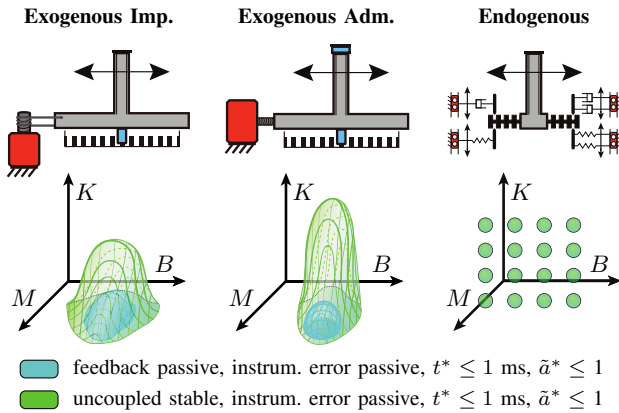 Exogenous Imp. Exogenous Adm. Endogenous
K K K
B B B
M M M
feedback passive, instrum. error passive, t* ≤ 1 ms, ã* ≤ 1
uncoupled stable, instrum. error passive, t* ≤ 1 ms, ã* ≤ 1